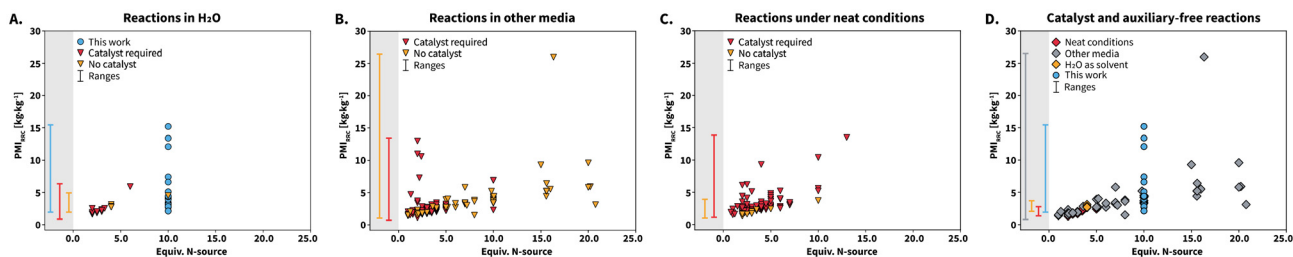 A. Reactions in H₂O
PMI_RRC [kg·kg⁻¹]
30
25
20
15
10
5
0
This work
Catalyst required
No catalyst
Ranges
0.0 5.0 10.0 15.0 20.0 25.0
Equiv. N-source
B. Reactions in other media
PMI_RRC [kg·kg⁻¹]
30
25
20
15
10
5
0
Catalyst required
No catalyst
Ranges
0.0 5.0 10.0 15.0 20.0 25.0
Equiv. N-source
C. Reactions under neat conditions
PMI_RRC [kg·kg⁻¹]
30
25
20
15
10
5
0
Catalyst required
No catalyst
Ranges
0.0 5.0 10.0 15.0 20.0 25.0
Equiv. N-source
D. Catalyst and auxiliary-free reactions
PMI_RRC [kg·kg⁻¹]
30
25
20
15
10
5
0
Neat conditions
Other media
H₂O as solvent
This work
Ranges
0.0 5.0 10.0 15.0 20.0 25.0
Equiv. N-source